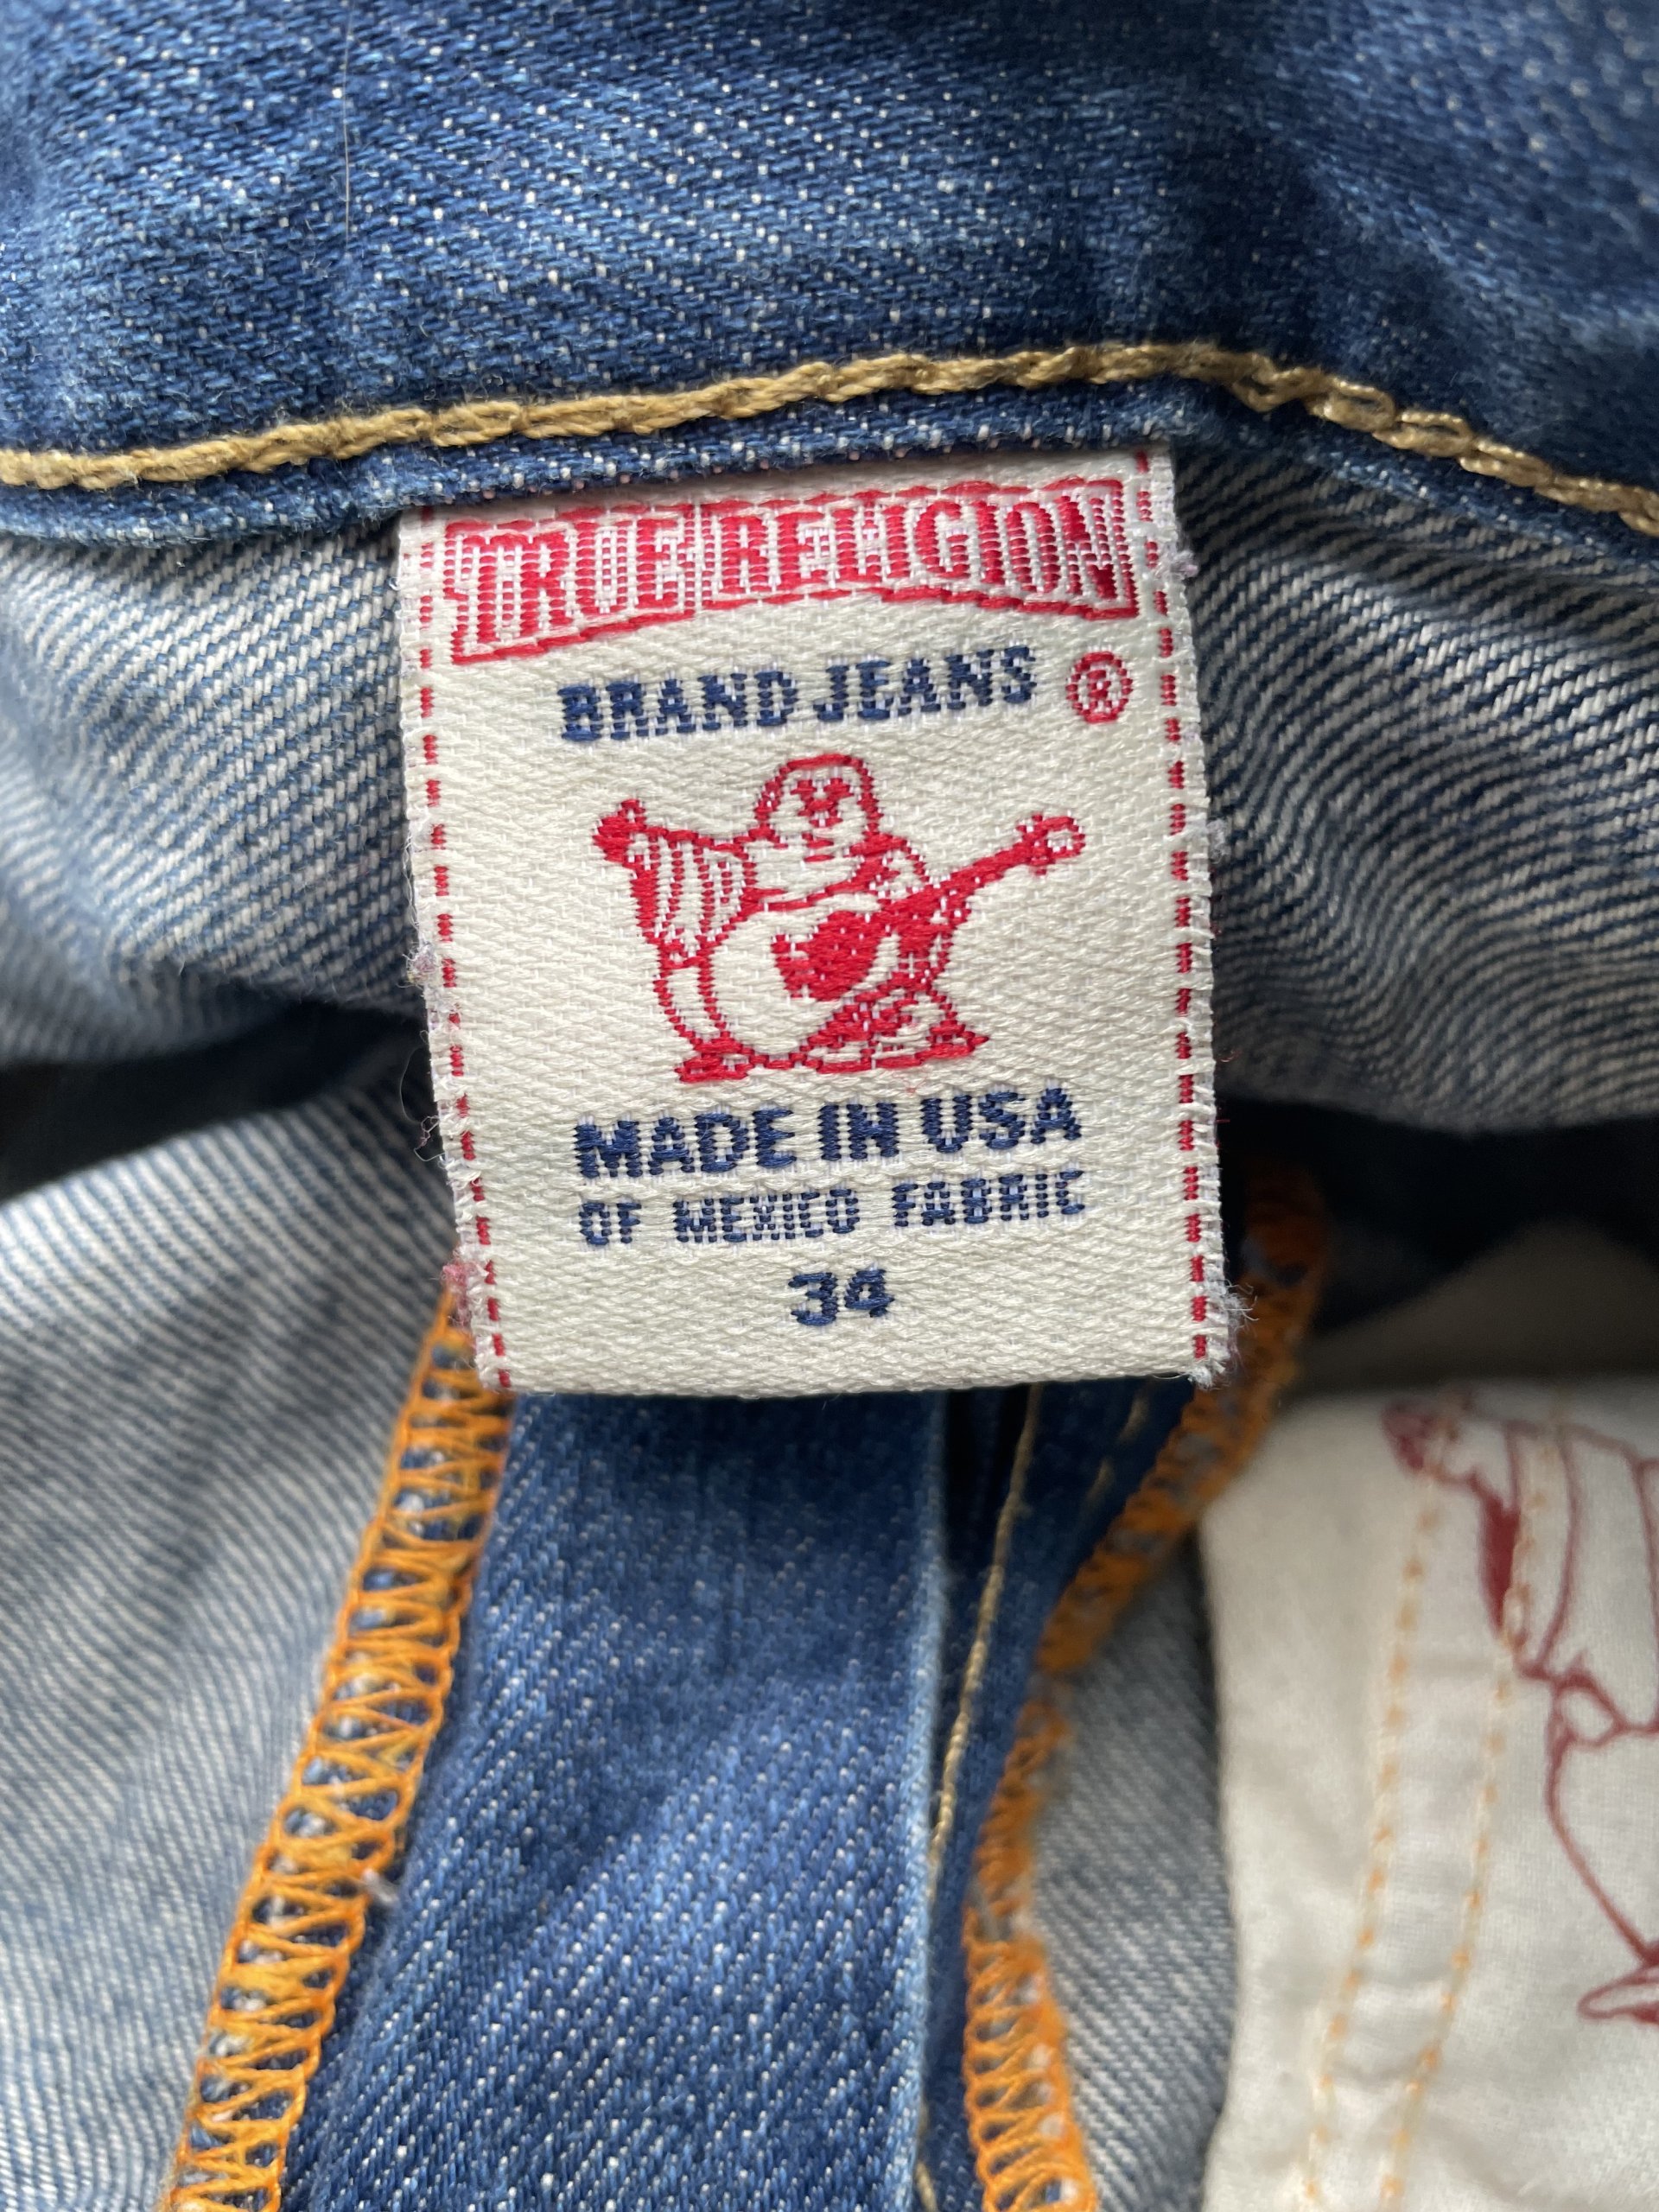 TRUE RELIGION
BRAND JEANS ®
MADE IN USA
OF MEXICO FABRIC
34